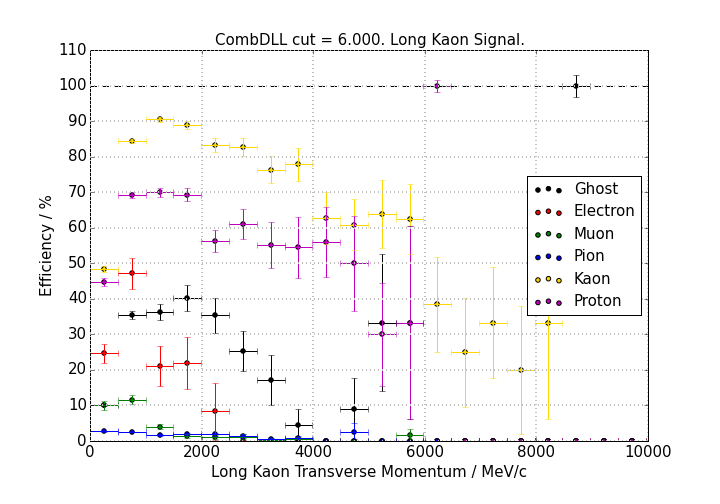 CombDLL cut = 6.000. Long Kaon Signal.
110
100
90
80
70
60
50
40
30
20
10
0
Efficiency / %
Ghost
Electron
Muon
Pion
Kaon
Proton
0 2000 4000 6000 8000 10000
Long Kaon Transverse Momentum / MeV/c